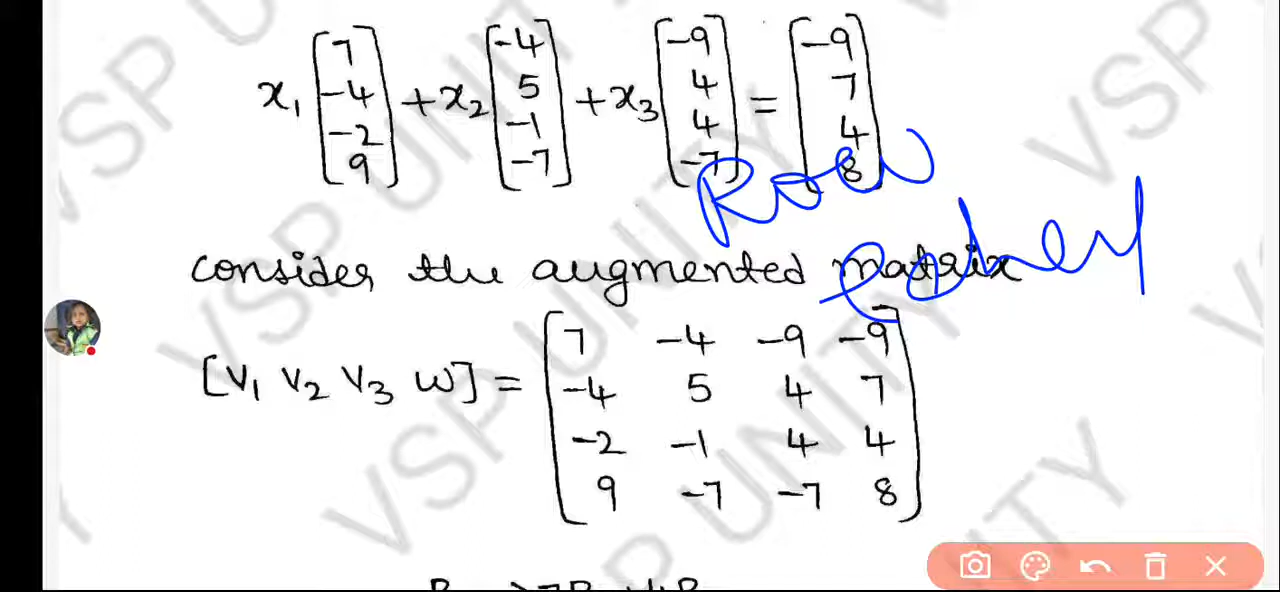 x₁ [7 -4 -2 9] + x₂ [-4 5 -1 -7] + x₃ [-9 4 4 -7] = [-9 7 4 8]
Row
consider the augmented matrix
[v₁ v₂ v₃ w] = [7 -4 -9 -9
-4 5 4 7
-2 -1 4 4
9 -7 -7 8]
VSP UNITY